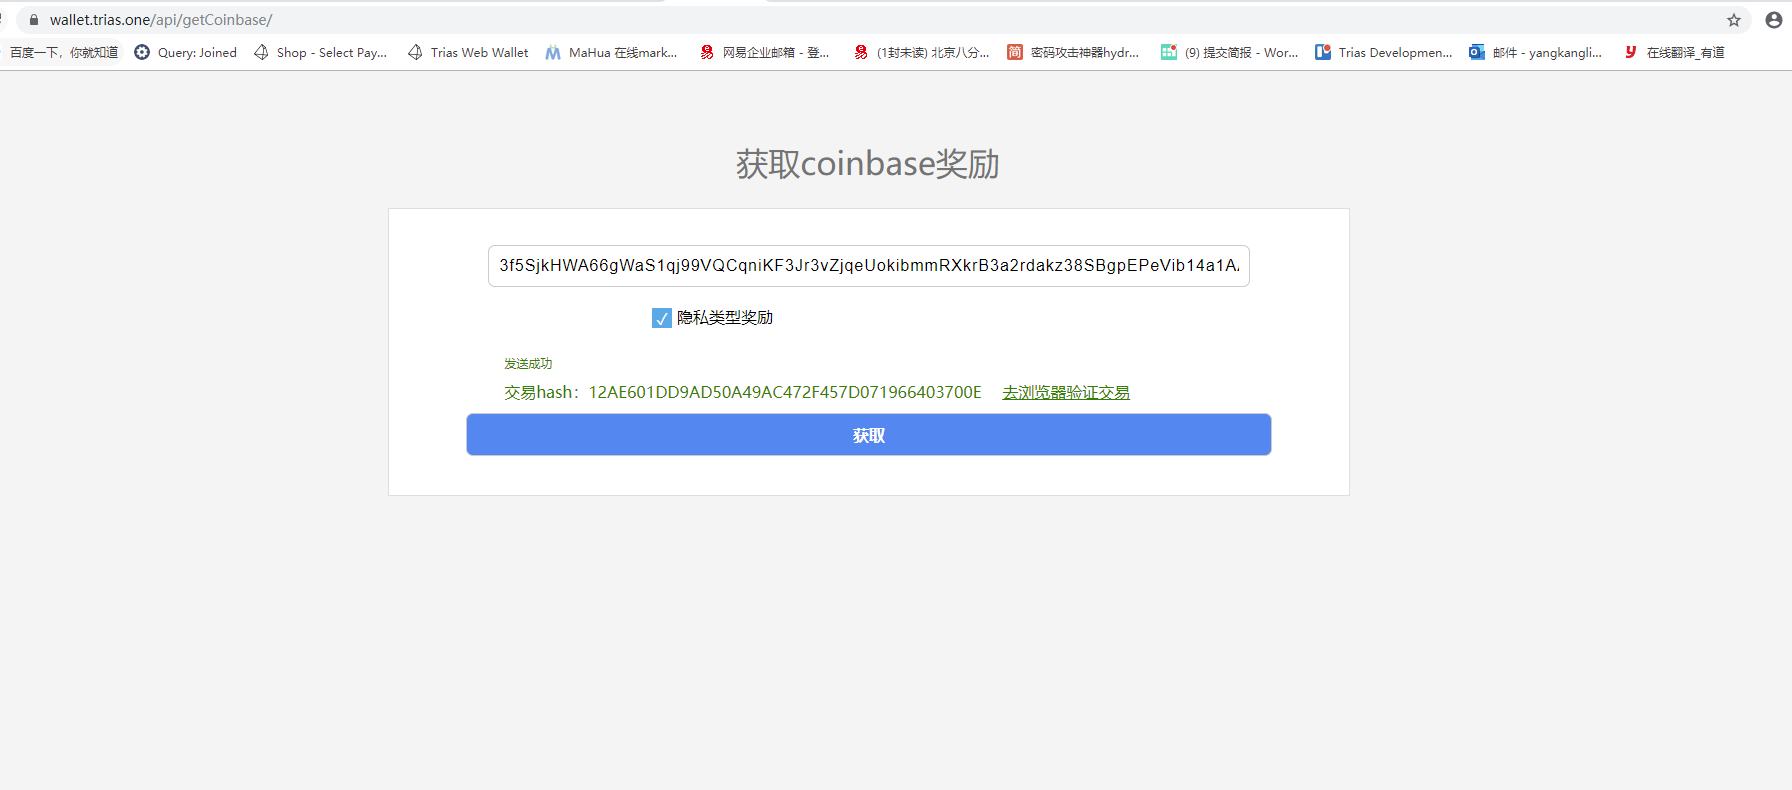 wallet.trias.one/api/getCoinbase/
百度一下，你就知道 Query: Joined Shop - Select Pay... Trias Web Wallet MaHua 在线mark... 网易企业邮箱 - 登... (1封未读) 北京八分... 简 密码攻击神器hydr... (9) 提交简报 - Wor... Trias Developmen... 邮件 - yangkangli... 在线翻译_有道
获取coinbase奖励
3f5SjkHWA66gWaS1qj99VQCqniKF3Jr3vZjqeUokibmmRXkrB3a2rdakz38SBgpEPeVib14a1A
隐私类型奖励
发送成功
交易hash：12AE601DD9AD50A49AC472F457D071966403700E 去浏览器验证交易
获取